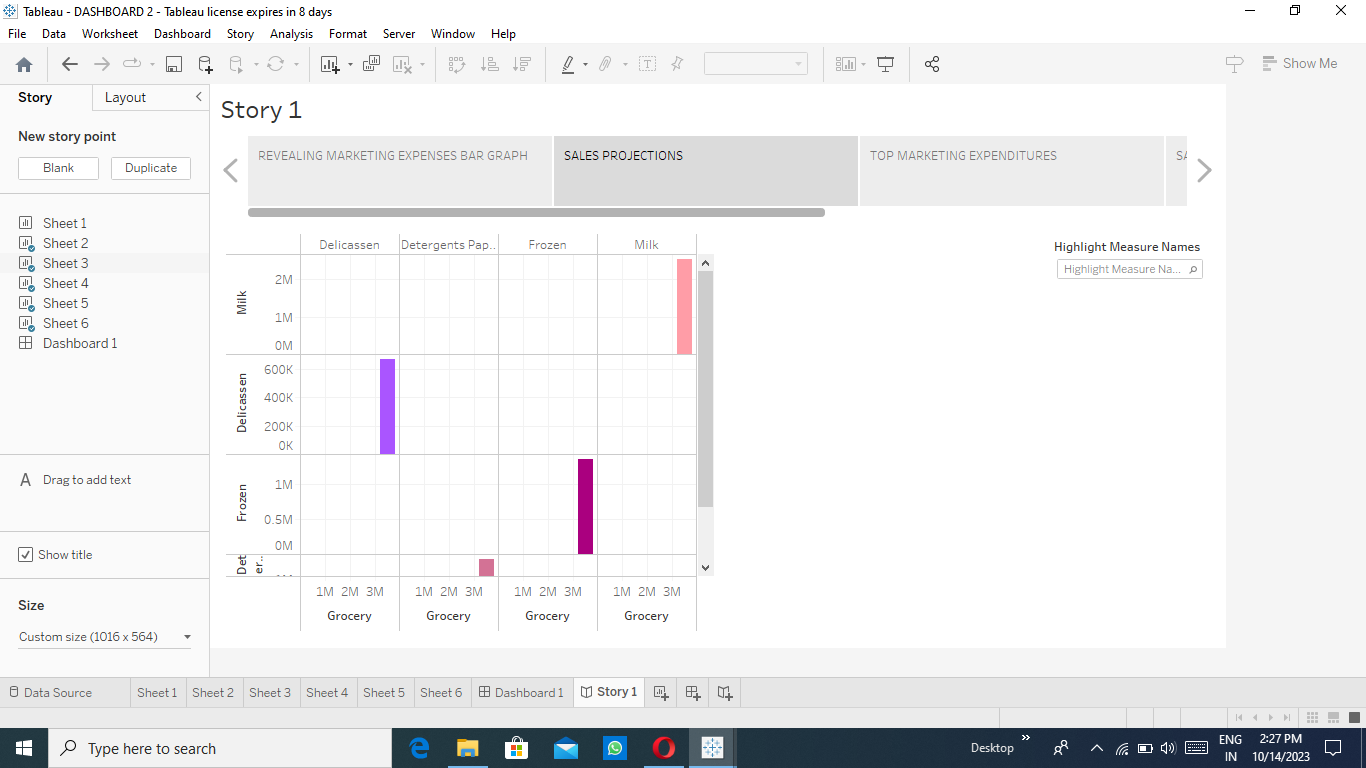 Tableau - DASHBOARD 2 - Tableau license expires in 8 days
File Data Worksheet Dashboard Story Analysis Format Server Window Help
Show Me
Story Layout
New story point
Blank Duplicate
Sheet 1
Sheet 2
Sheet 3
Sheet 4
Sheet 5
Sheet 6
Dashboard 1
A Drag to add text
Show title
Size
Custom size (1016 x 564)
Story 1
REVEALING MARKETING EXPENSES BAR GRAPH SALES PROJECTIONS TOP MARKETING EXPENDITURES SA
Highlight Measure Names
Highlight Measure Na...
Delicassen Detergents Pap.. Frozen Milk
Milk
2M
1M
0M
Delicassen
600K
400K
200K
0K
Frozen
1M
0.5M
0M
Det
er..
1M 2M 3M 1M 2M 3M 1M 2M 3M 1M 2M 3M
Grocery Grocery Grocery Grocery
Data Source Sheet 1 Sheet 2 Sheet 3 Sheet 4 Sheet 5 Sheet 6 Dashboard 1 Story 1
Type here to search
Desktop
ENG
IN
2:27 PM
10/14/2023